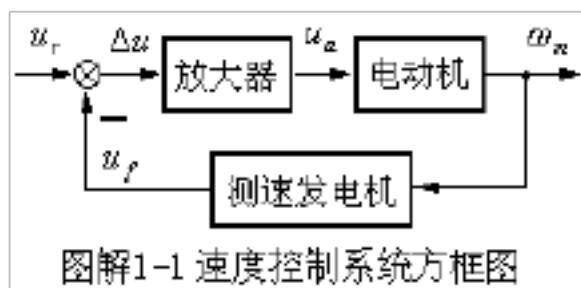 u_r Δu 放大器 u_a 电动机 ω_n
−
u_f 测速发电机
图解1-1 速度控制系统方框图